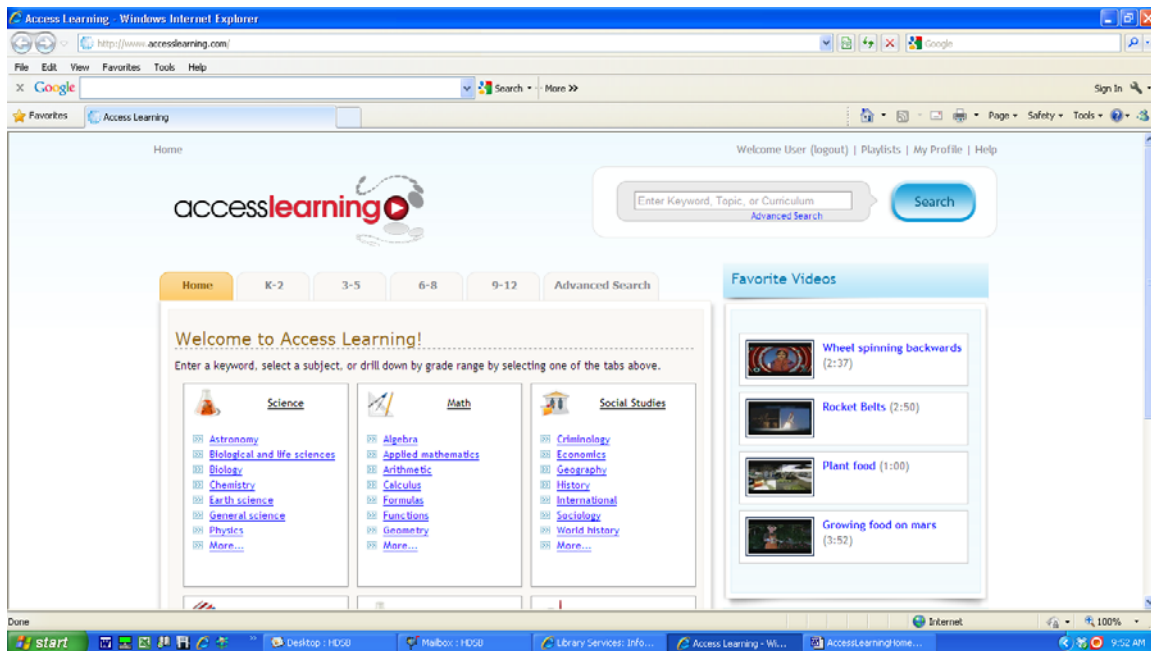 Access Learning - Windows Internet Explorer
http://www.accesslearning.com/
Google
File Edit View Favorites Tools Help
x Google Search More >> Sign In
Favorites Access Learning Page Safety Tools
Home Welcome User (logout) | Playlists | My Profile | Help
accesslearning
Enter Keyword, Topic, or Curriculum Search
Advanced Search
Home K-2 3-5 6-8 9-12 Advanced Search
Favorite Videos
Welcome to Access Learning!
Enter a keyword, select a subject, or drill down by grade range by selecting one of the tabs above.
Science
Astronomy
Biological and life sciences
Biology
Chemistry
Earth science
General science
Physics
More...
Math
Algebra
Applied mathematics
Arithmetic
Calculus
Formulas
Functions
Geometry
More...
Social Studies
Criminology
Economics
Geography
History
International
Sociology
World history
More...
Wheel spinning backwards
(2:37)
Rocket Belts (2:50)
Plant food (1:00)
Growing food on mars
(3:52)
Done Internet 100%
start Desktop : HDSB Mailbox : HDSB Library Services: Info... Access Learning - Wi... AccessLearningHome... 9:52 AM